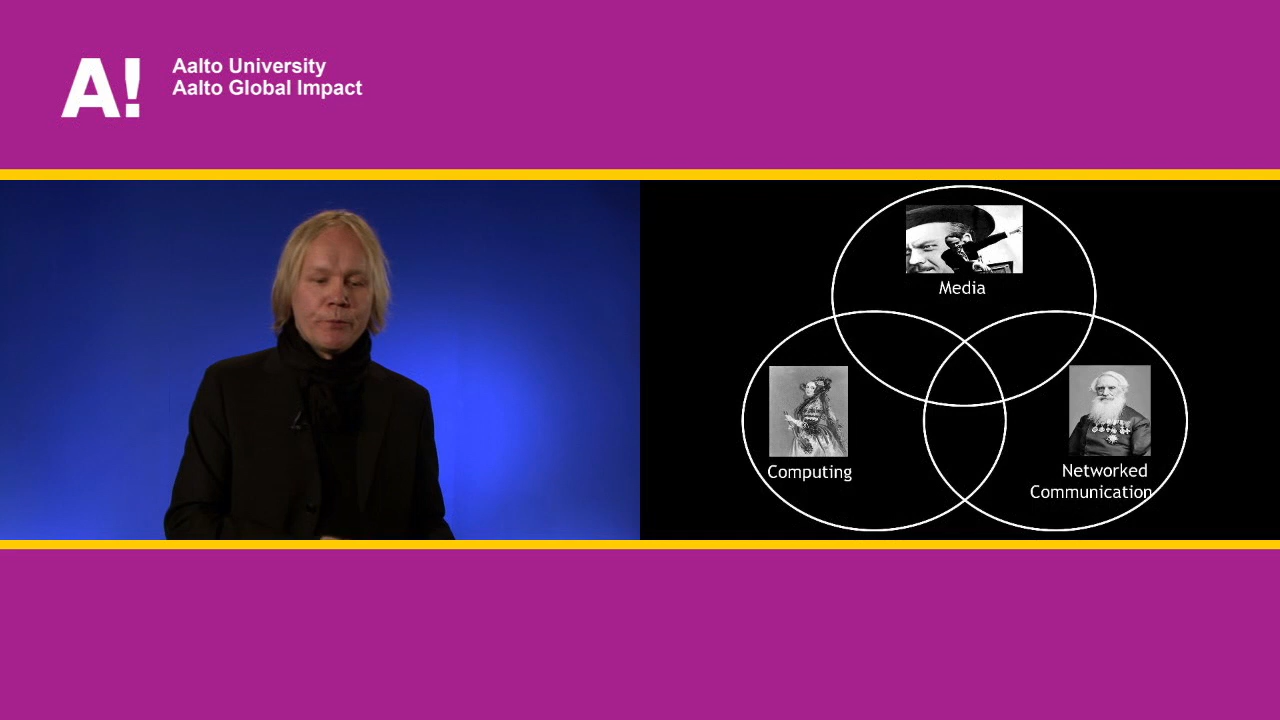 A!
Aalto University
Aalto Global Impact
Media
Computing
Networked
Communication